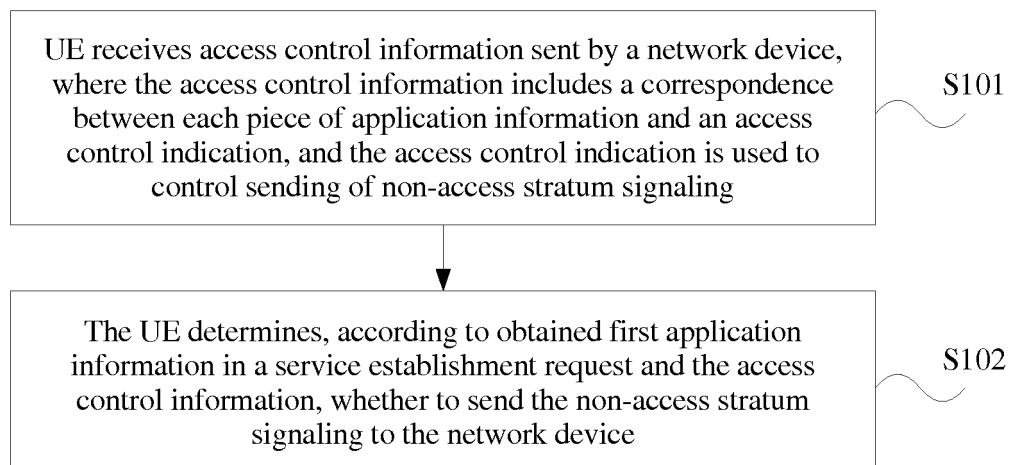 UE receives access control information sent by a network device,
where the access control information includes a correspondence
between each piece of application information and an access
control indication, and the access control indication is used to
control sending of non-access stratum signaling
S101
The UE determines, according to obtained first application
information in a service establishment request and the access
control information, whether to send the non-access stratum
signaling to the network device
S102